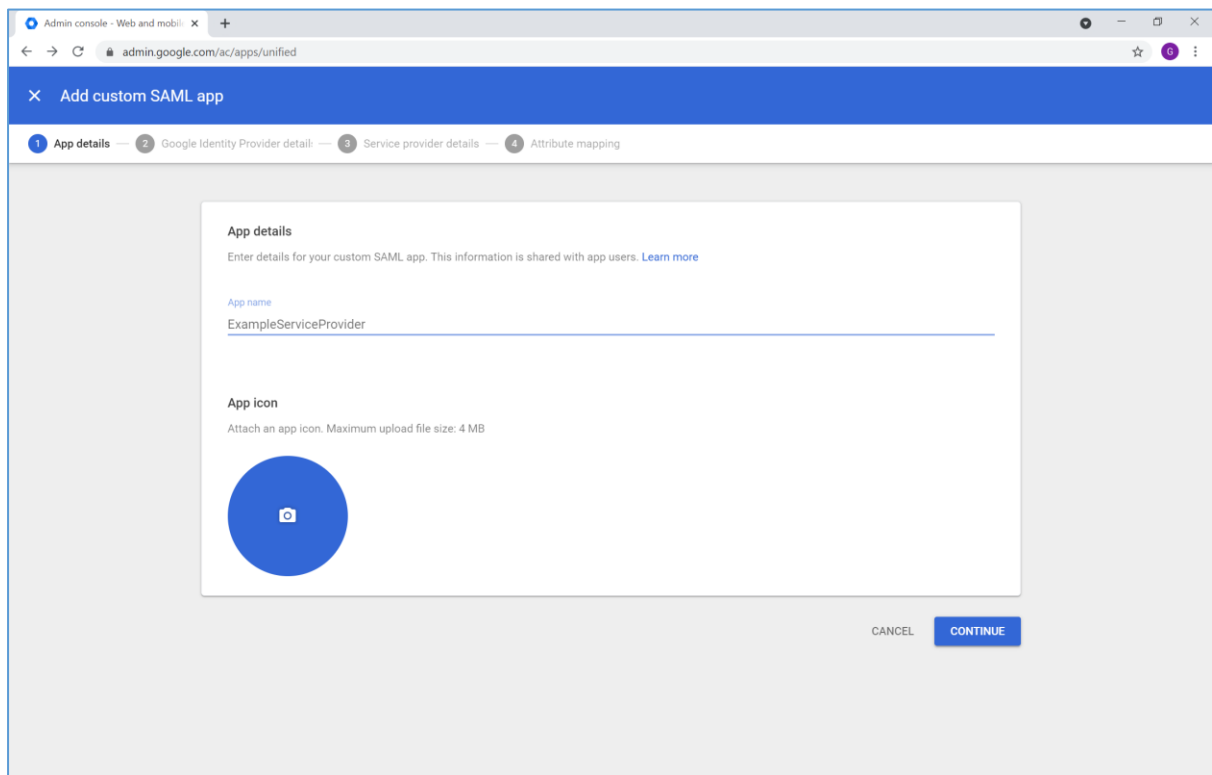 Admin console - Web and mobil
admin.google.com/ac/apps/unified
G
Add custom SAML app
1 App details 2 Google Identity Provider detail 3 Service provider details 4 Attribute mapping
App details
Enter details for your custom SAML app. This information is shared with app users. Learn more
App name
ExampleServiceProvider
App icon
Attach an app icon. Maximum upload file size: 4 MB
CANCEL CONTINUE